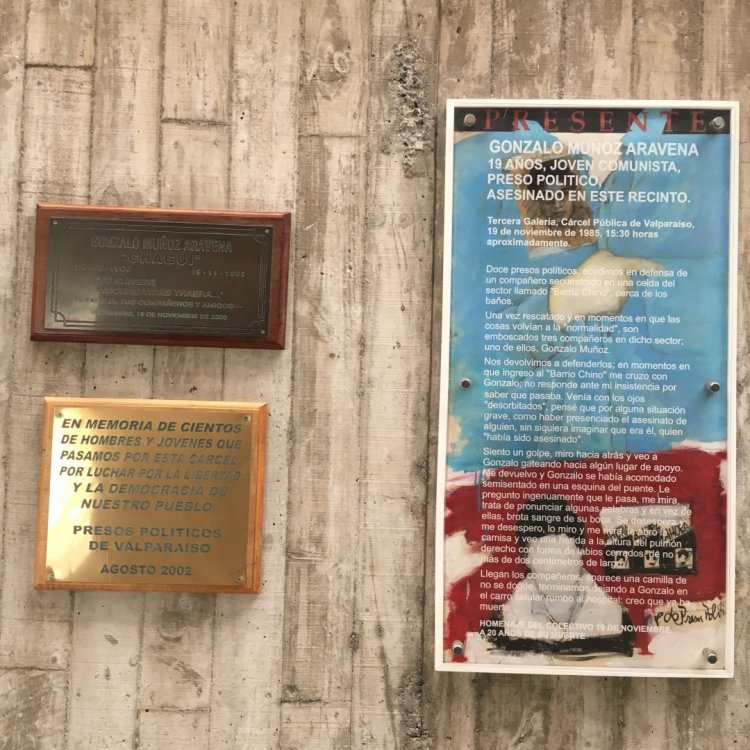 GONZALO MUÑOZ ARAVENA
"CHAGUI"
19-11-1985
"TU SANGRE
TRAERA..."
TU FAMILIA, TUS COMPAÑEROS Y AMIGOS
VALPARAISO, 19 DE NOVIEMBRE DE 2000
EN MEMORIA DE CIENTOS
DE HOMBRES Y JOVENES QUE
PASAMOS POR ESTA CARCEL
POR LUCHAR POR LA LIBERTAD
Y LA DEMOCRACIA DE
NUESTRO PUEBLO
PRESOS POLITICOS
DE VALPARAISO
AGOSTO 2002
PRESENTE
GONZALO MUÑOZ ARAVENA
19 AÑOS, JOVEN COMUNISTA,
PRESO POLITICO,
ASESINADO EN ESTE RECINTO.
Tercera Galería, Cárcel Pública de Valparaíso,
19 de noviembre de 1985, 15:30 horas
aproximadamente.
Doce presos políticos, acudimos en defensa de
un compañero secuestrado en una celda del
sector llamado "Barrio Chino", cerca de los
baños.
Una vez rescatado y en momentos en que las
cosas volvían a la "normalidad", son
emboscados tres compañeros en dicho sector;
uno de ellos, Gonzalo Muñoz.
Nos devolvimos a defenderlos; en momentos en
que ingreso al "Barrio Chino" me cruzo con
Gonzalo; no responde ante mi insistencia por
saber que pasaba. Venía con los ojos
"desorbitados", pensé que por alguna situación
grave, como haber presenciado el asesinato de
alguien, sin siquiera imaginar que era él, quien
"había sido asesinado".
Siento un golpe, miro hacia atrás y veo a
Gonzalo gateando hacia algún lugar de apoyo.
Me devuelvo y Gonzalo se había acomodado
semisentado en una esquina del puente. Le
pregunto ingenuamente que le pasa, me mira,
trata de pronunciar algunas palabras y en vez de
ellas, brota sangre de su boca. Se desespera y
me desespero, lo miro y me mira, le abro la
camisa y veo una herida a la altura del pulmón
derecho con forma de labios cerrados, de no
más de dos centímetros de largo.
Llegan los compañeros, aparece una camilla de
no se donde, terminamos dejando a Gonzalo en
el carro celular rumbo al hospital; creo que ya ha
muerto...
HOMENAJE DEL COLECTIVO 19 DE NOVIEMBRE
A 20 AÑOS DE SU MUERTE